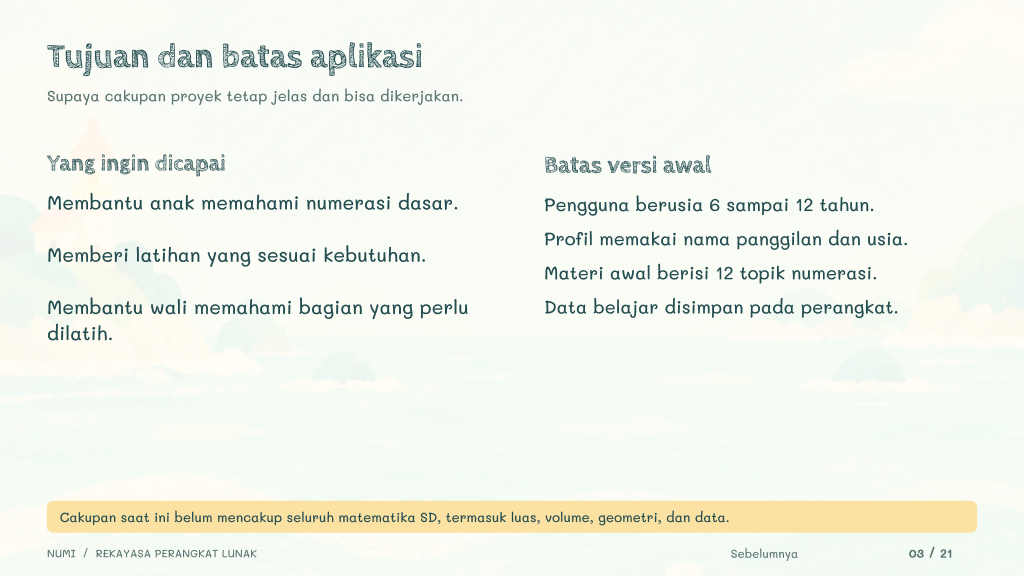 Tujuan dan batas aplikasi
Supaya cakupan proyek tetap jelas dan bisa dikerjakan.
Yang ingin dicapai
Membantu anak memahami numerasi dasar.
Memberi latihan yang sesuai kebutuhan.
Membantu wali memahami bagian yang perlu
dilatih.
Batas versi awal
Pengguna berusia 6 sampai 12 tahun.
Profil memakai nama panggilan dan usia.
Materi awal berisi 12 topik numerasi.
Data belajar disimpan pada perangkat.
Cakupan saat ini belum mencakup seluruh matematika SD, termasuk luas, volume, geometri, dan data.
NUMI / REKAYASA PERANGKAT LUNAK
Sebelumnya
03 / 21